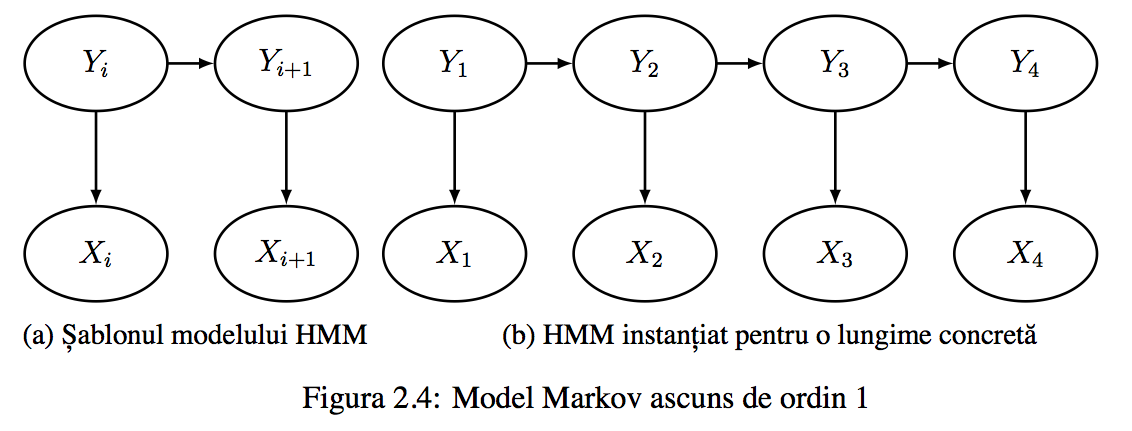 Y_i Y_{i+1} Y_1 Y_2 Y_3 Y_4
X_i X_{i+1} X_1 X_2 X_3 X_4
(a) Șablonul modelului HMM (b) HMM instanțiat pentru o lungime concretă
Figura 2.4: Model Markov ascuns de ordin 1